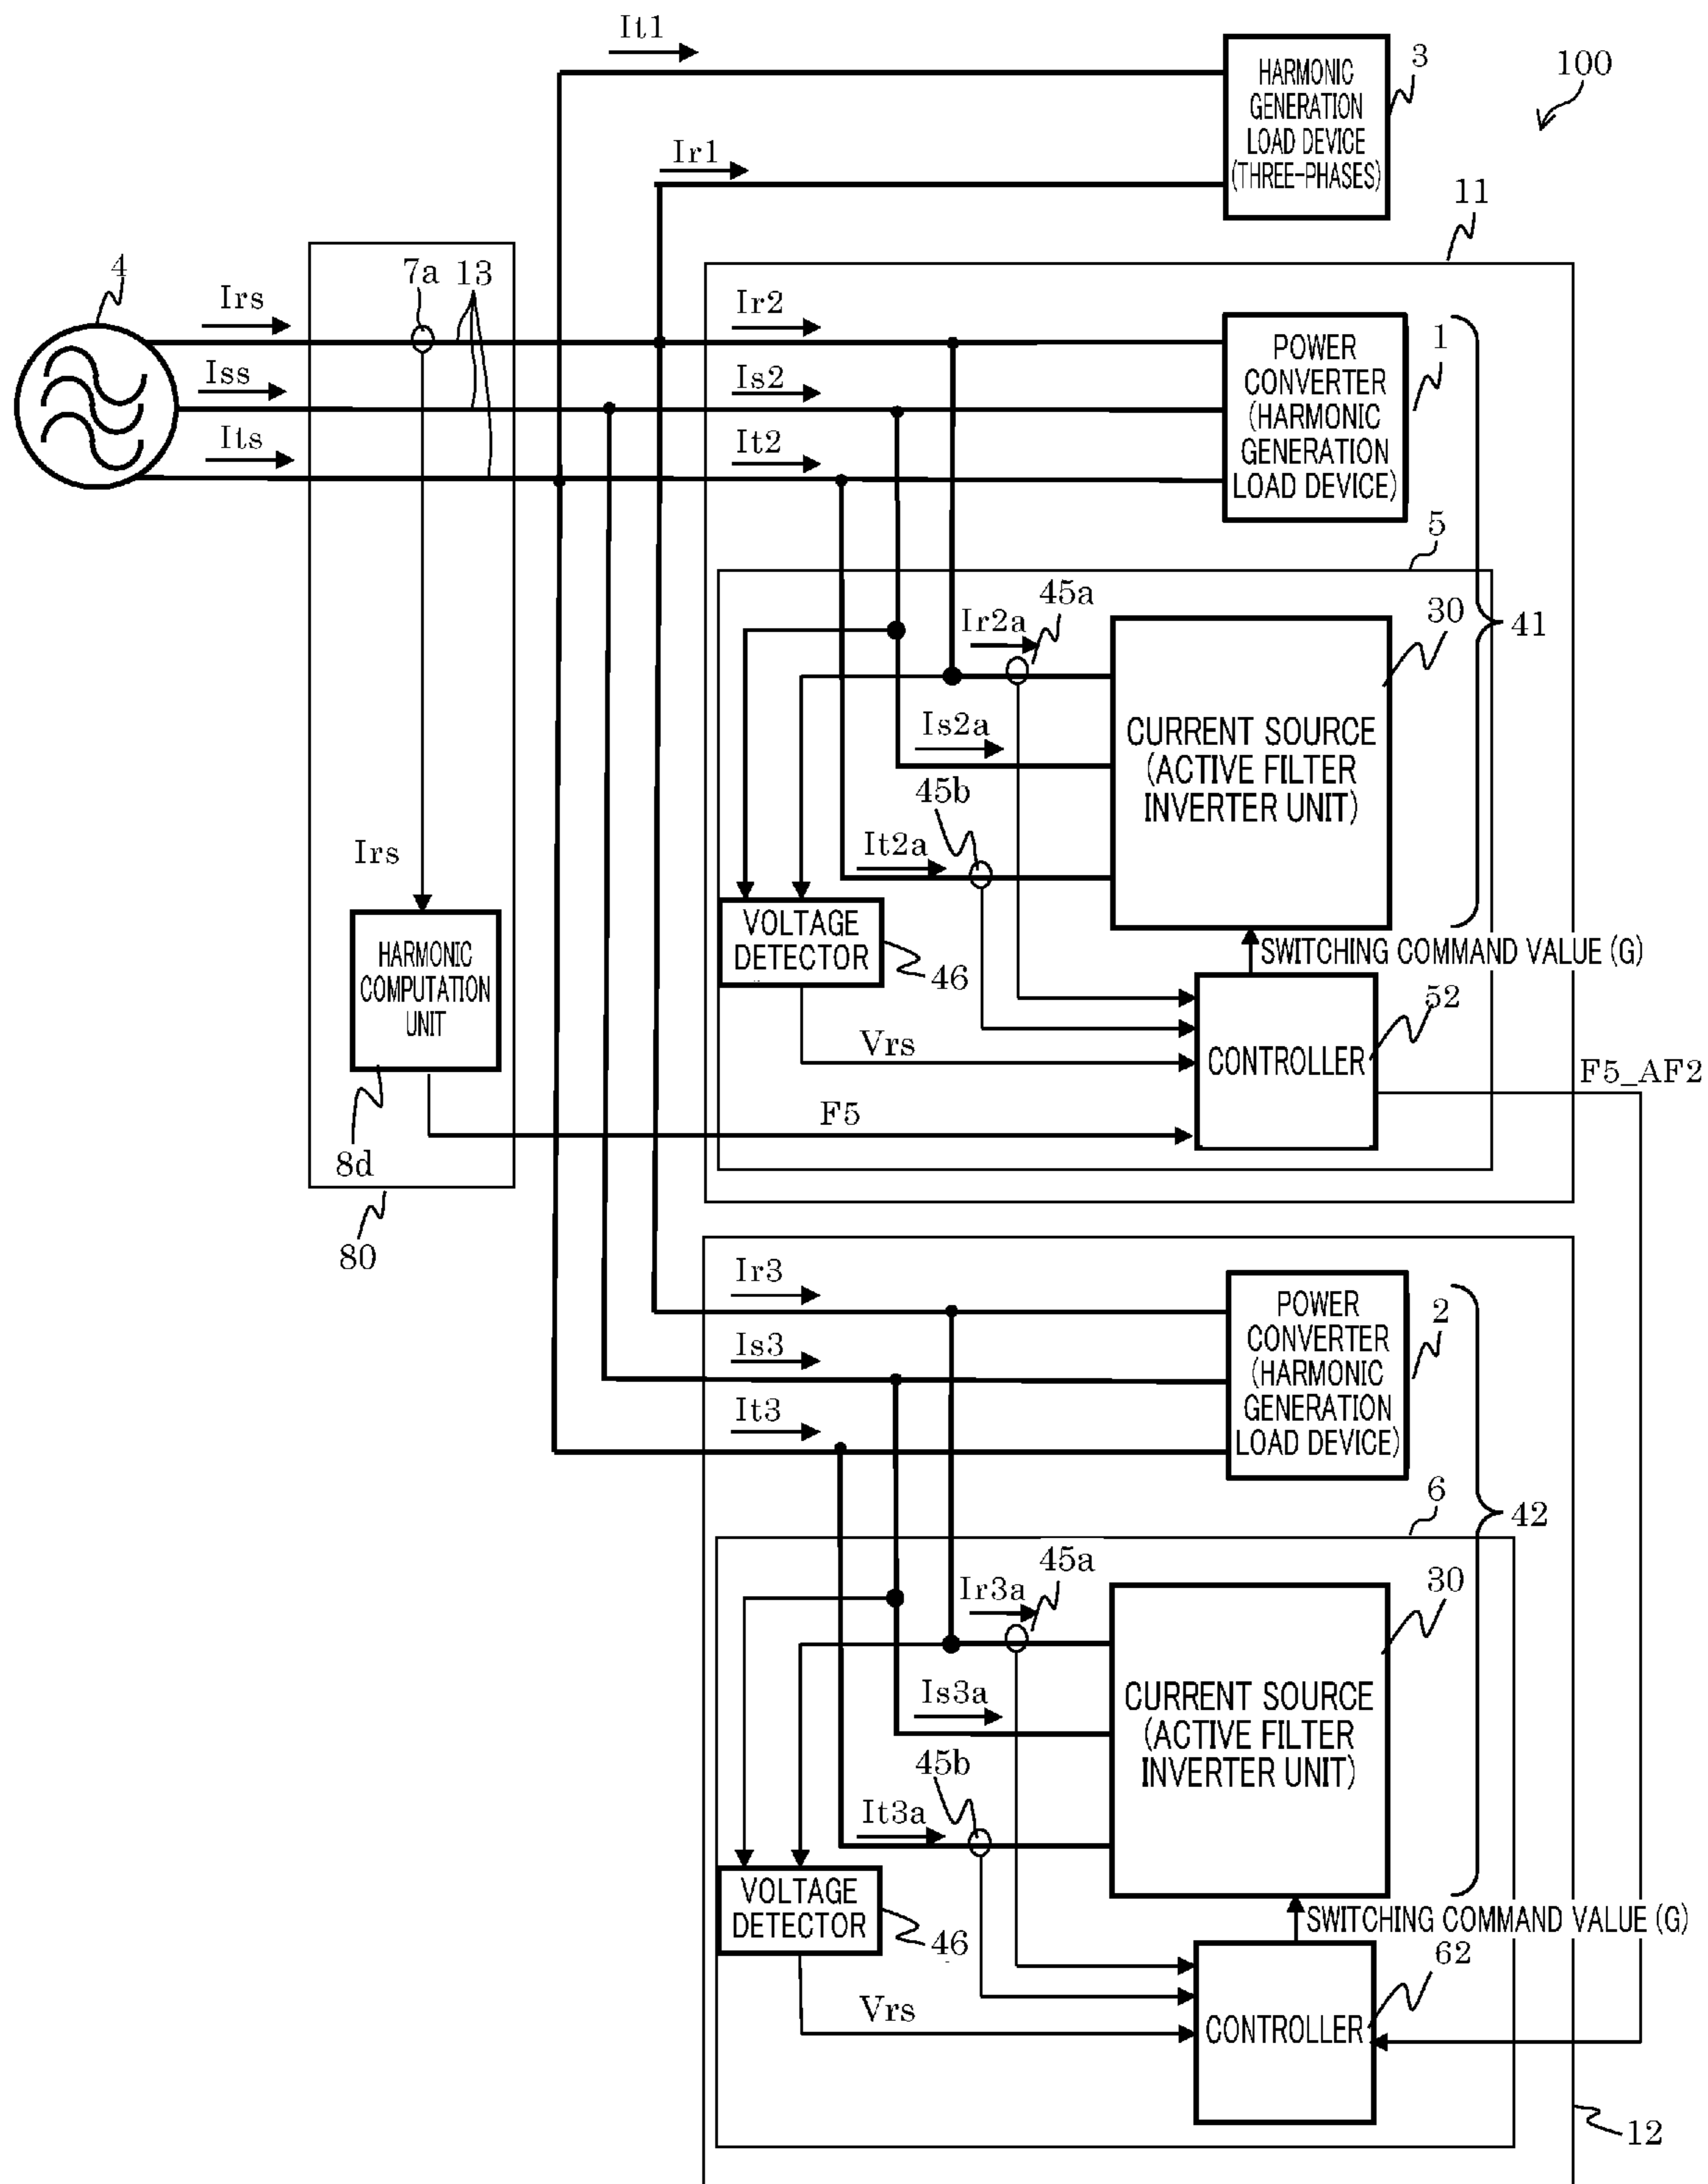 It1
HARMONIC
GENERATION
LOAD DEVICE
(THREE-PHASES)
3
100
Ir1
11
4
7a
13
Irs
Iss
Its
Ir2
Is2
It2
POWER
CONVERTER
(HARMONIC
GENERATION
LOAD DEVICE)
1
5
41
45a
Ir2a
30
CURRENT SOURCE
(ACTIVE FILTER
INVERTER UNIT)
Is2a
45b
It2a
Irs
VOLTAGE
DETECTOR
46
SWITCHING COMMAND VALUE (G)
HARMONIC
COMPUTATION
UNIT
52
Vrs
CONTROLLER
F5_AF2
F5
8d
80
Ir3
Is3
It3
POWER
CONVERTER
(HARMONIC
GENERATION
LOAD DEVICE)
2
6
42
45a
Ir3a
30
CURRENT SOURCE
(ACTIVE FILTER
INVERTER UNIT)
Is3a
45b
It3a
VOLTAGE
DETECTOR
46
SWITCHING COMMAND VALUE (G)
62
Vrs
CONTROLLER
12